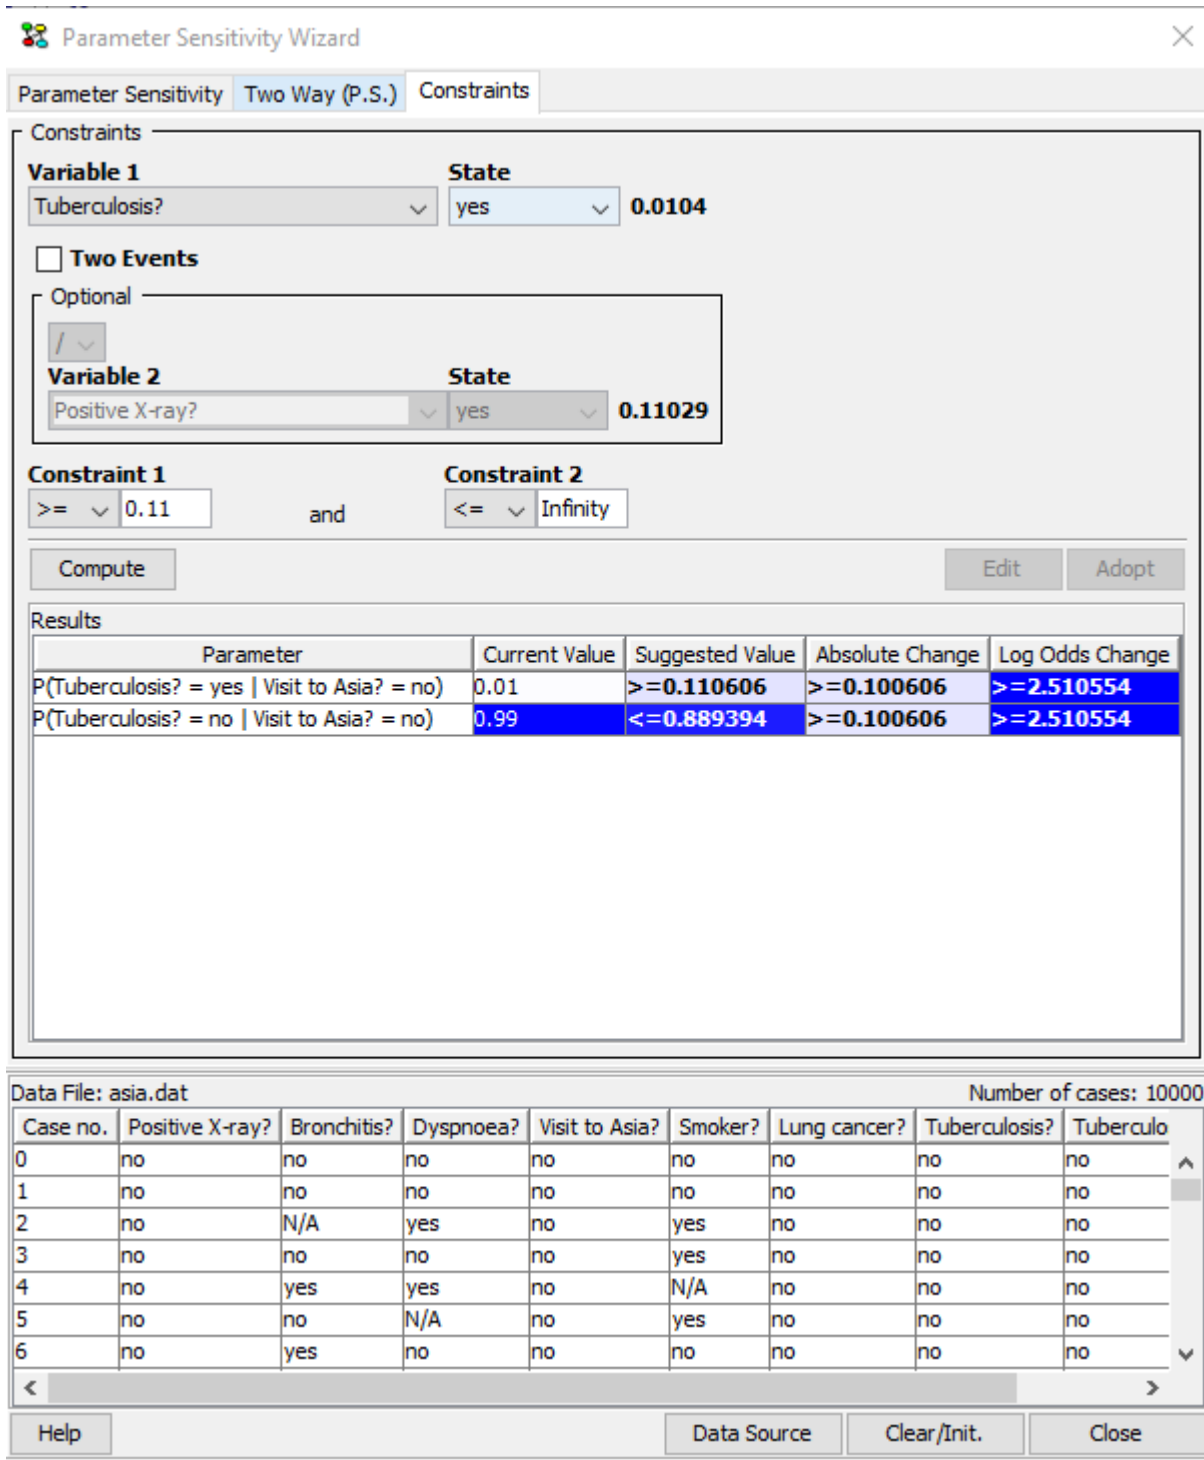 Parameter Sensitivity Wizard
Parameter Sensitivity Two Way (P.S.) Constraints
Constraints
Variable 1 State
Tuberculosis? yes 0.0104
Two Events
Optional
/
Variable 2 State
Positive X-ray? yes 0.11029
Constraint 1 Constraint 2
>= 0.11 and <= Infinity
Compute Edit Adopt
Results
Parameter Current Value Suggested Value Absolute Change Log Odds Change
P(Tuberculosis? = yes | Visit to Asia? = no) 0.01 >=0.110606 >=0.100606 >=2.510554
P(Tuberculosis? = no | Visit to Asia? = no) 0.99 <=0.889394 >=0.100606 >=2.510554
Data File: asia.dat Number of cases: 10000
Case no. Positive X-ray? Bronchitis? Dyspnoea? Visit to Asia? Smoker? Lung cancer? Tuberculosis? Tuberculo
0 no no no no no no no no
1 no no no no no no no no
2 no N/A yes no yes no no no
3 no no no no yes no no no
4 no yes yes no N/A no no no
5 no no N/A no yes no no no
6 no yes no no no no no no
Help Data Source Clear/Init. Close